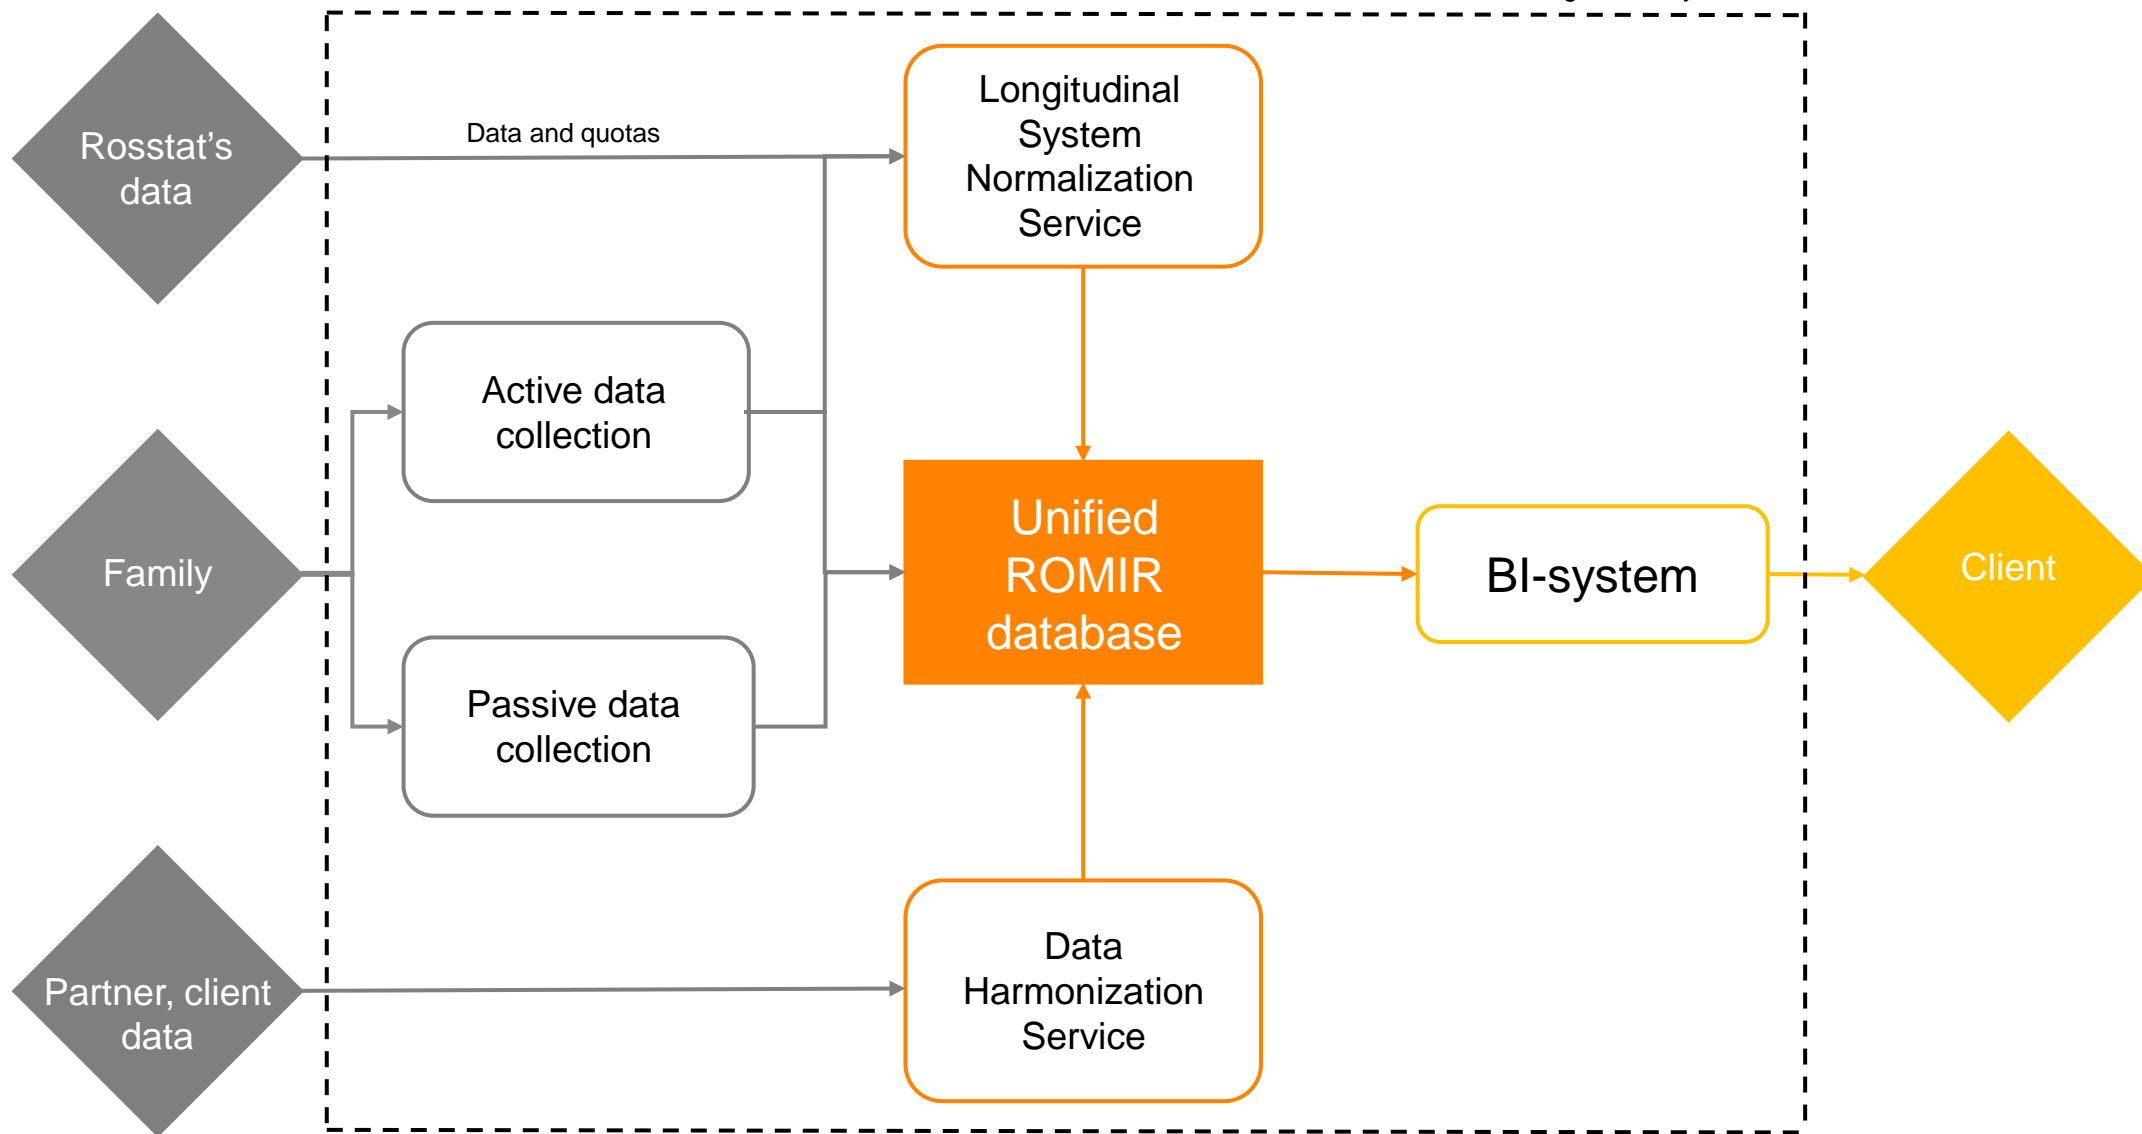 Rosstat's
data
Data and quotas
Longitudinal
System
Normalization
Service
Active data
collection
Family
Unified
ROMIR
database
BI-system
Client
Passive data
collection
Partner, client
data
Data
Harmonization
Service